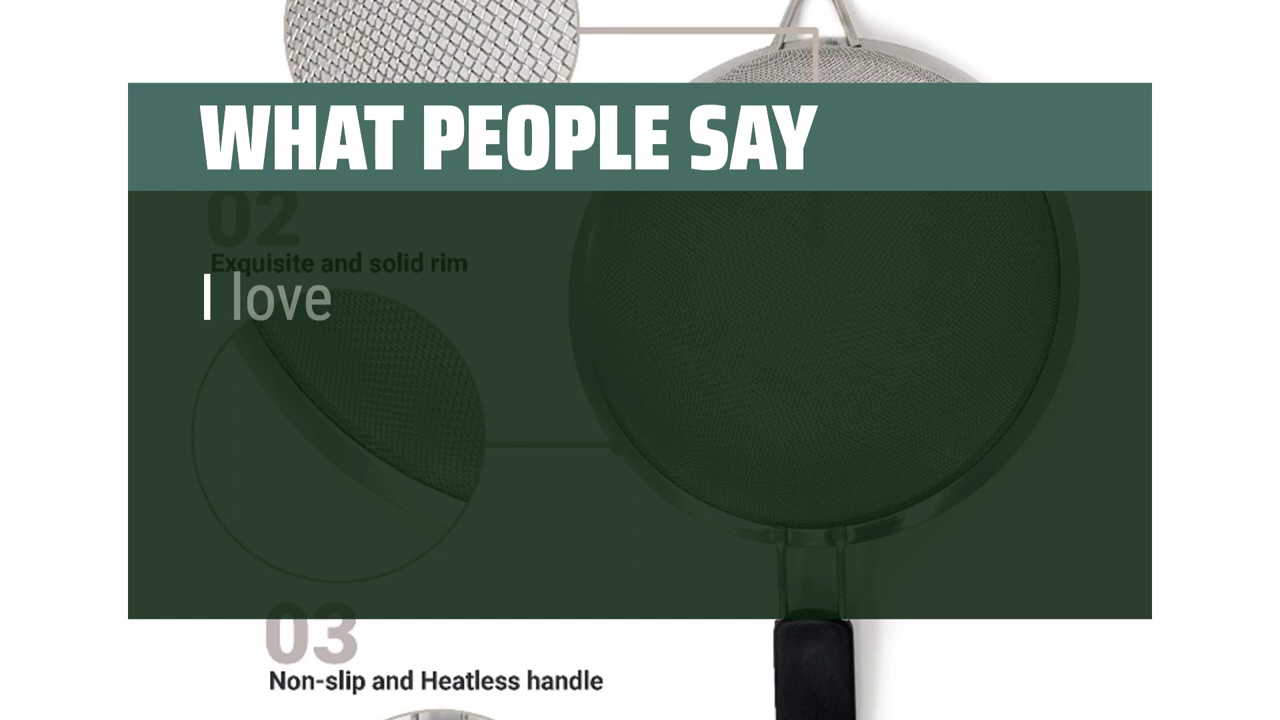 WHAT PEOPLE SAY
02
Exquisite and solid rim
I love
03
Non-slip and Heatless handle